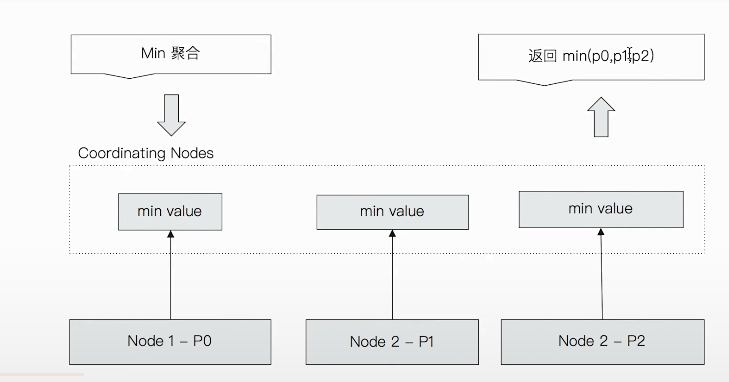 Min 聚合
返回 min(p0,p1,p2)
Coordinating Nodes
min value
min value
min value
Node 1 – P0
Node 2 – P1
Node 2 – P2